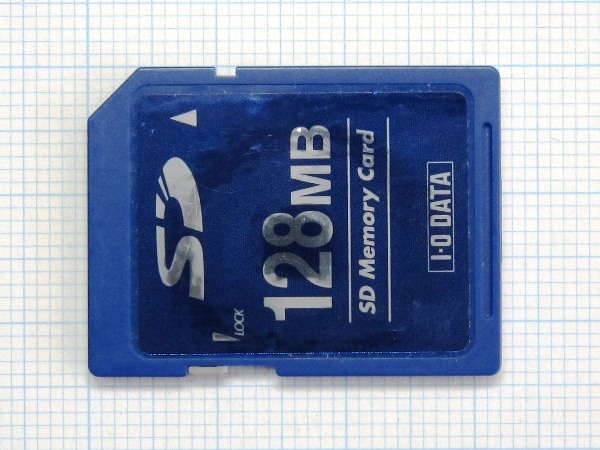 SD
LOCK
128MB
SD Memory Card
I-O DATA